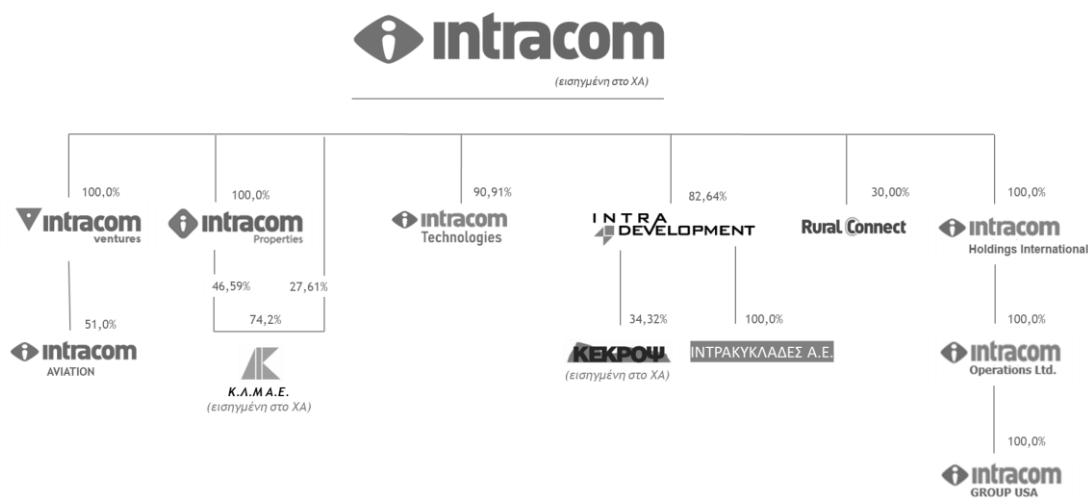 intracom
(εισηγμένη στο ΧΑ)
100,0%
100,0%
90,91%
82,64%
30,00%
100,0%
intracom
ventures
intracom
Properties
intracom
Technologies
INTRA
DEVELOPMENT
Rural Connect
intracom
Holdings International
46,59%
27,61%
51,0%
74,2%
34,32%
100,0%
100,0%
intracom
AVIATION
Κ.Λ.Μ Α.Ε.
(εισηγμένη στο ΧΑ)
ΚΕΚΡΟΨ
(εισηγμένη στο ΧΑ)
ΙΝΤΡΑΚΥΚΛΑΔΕΣ Α.Ε.
intracom
Operations Ltd.
100,0%
intracom
GROUP USA